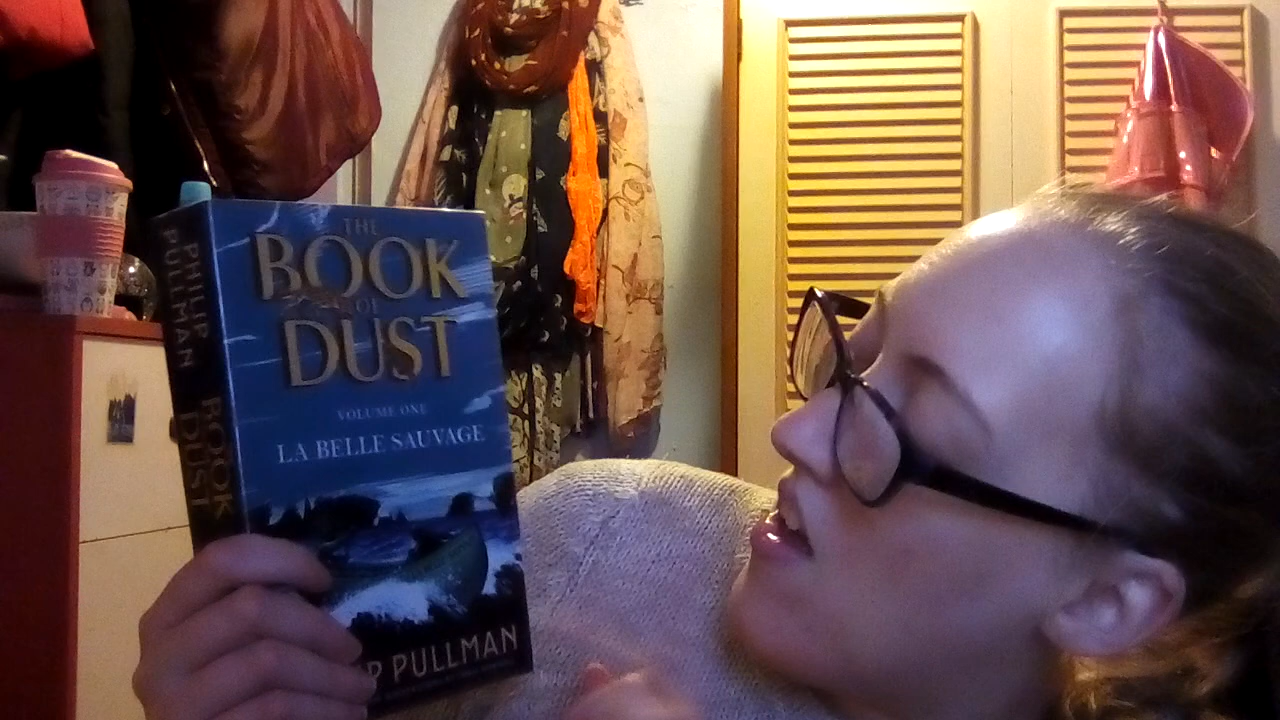 THE
BOOK
OF
DUST
VOLUME ONE
LA BELLE SAUVAGE
PULLMAN
PHILIP PULLMAN
BOOK
DUST